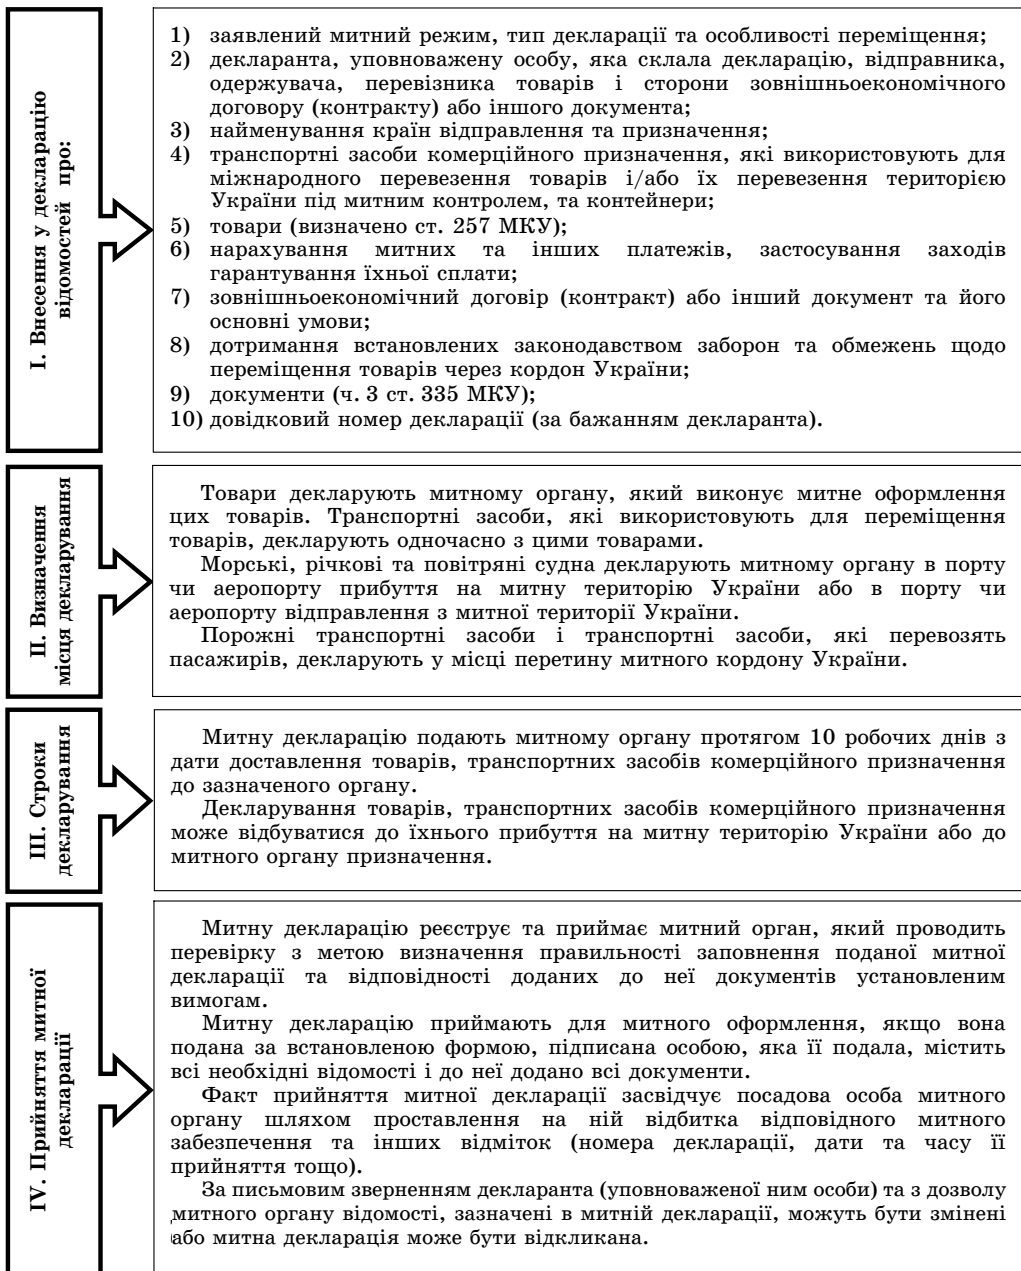 І. Внесення у декларацію
відомостей про:
1) заявлений митний режим, тип декларації та особливості переміщення;
2) декларанта, уповноважену особу, яка склала декларацію, відправника,
одержувача, перевізника товарів і сторони зовнішньоекономічного
договору (контракту) або іншого документа;
3) найменування країн відправлення та призначення;
4) транспортні засоби комерційного призначення, які використовують для
міжнародного перевезення товарів і/або їх перевезення територією
України під митним контролем, та контейнери;
5) товари (визначено ст. 257 МКУ);
6) нарахування митних та інших платежів, застосування заходів
гарантування їхньої сплати;
7) зовнішньоекономічний договір (контракт) або інший документ та його
основні умови;
8) дотримання встановлених законодавством заборон та обмежень щодо
переміщення товарів через кордон України;
9) документи (ч. 3 ст. 335 МКУ);
10) довідковий номер декларації (за бажанням декларанта).
ІІ. Визначення
місця декларування
Товари декларують митному органу, який виконує митне оформлення
цих товарів. Транспортні засоби, які використовують для переміщення
товарів, декларують одночасно з цими товарами.
Морські, річкові та повітряні судна декларують митному органу в порту
чи аеропорту прибуття на митну територію України або в порту чи
аеропорту відправлення з митної території України.
Порожні транспортні засоби і транспортні засоби, які перевозять
пасажирів, декларують у місці перетину митного кордону України.
ІІІ. Строки
декларування
Митну декларацію подають митному органу протягом 10 робочих днів з
дати доставлення товарів, транспортних засобів комерційного призначення
до зазначеного органу.
Декларування товарів, транспортних засобів комерційного призначення
може відбуватися до їхнього прибуття на митну територію України або до
митного органу призначення.
IV. Прийняття митної
декларації
Митну декларацію реєструє та приймає митний орган, який проводить
перевірку з метою визначення правильності заповнення поданої митної
декларації та відповідності доданих до неї документів установленим
вимогам.
Митну декларацію приймають для митного оформлення, якщо вона
подана за встановленою формою, підписана особою, яка її подала, містить
всі необхідні відомості і до неї додано всі документи.
Факт прийняття митної декларації засвідчує посадова особа митного
органу шляхом проставлення на ній відбитка відповідного митного
забезпечення та інших відміток (номера декларації, дати та часу її
прийняття тощо).
За письмовим зверненням декларанта (уповноваженої ним особи) та з дозволу
митного органу відомості, зазначені в митній декларації, можуть бути змінені
або митна декларація може бути відкликана.